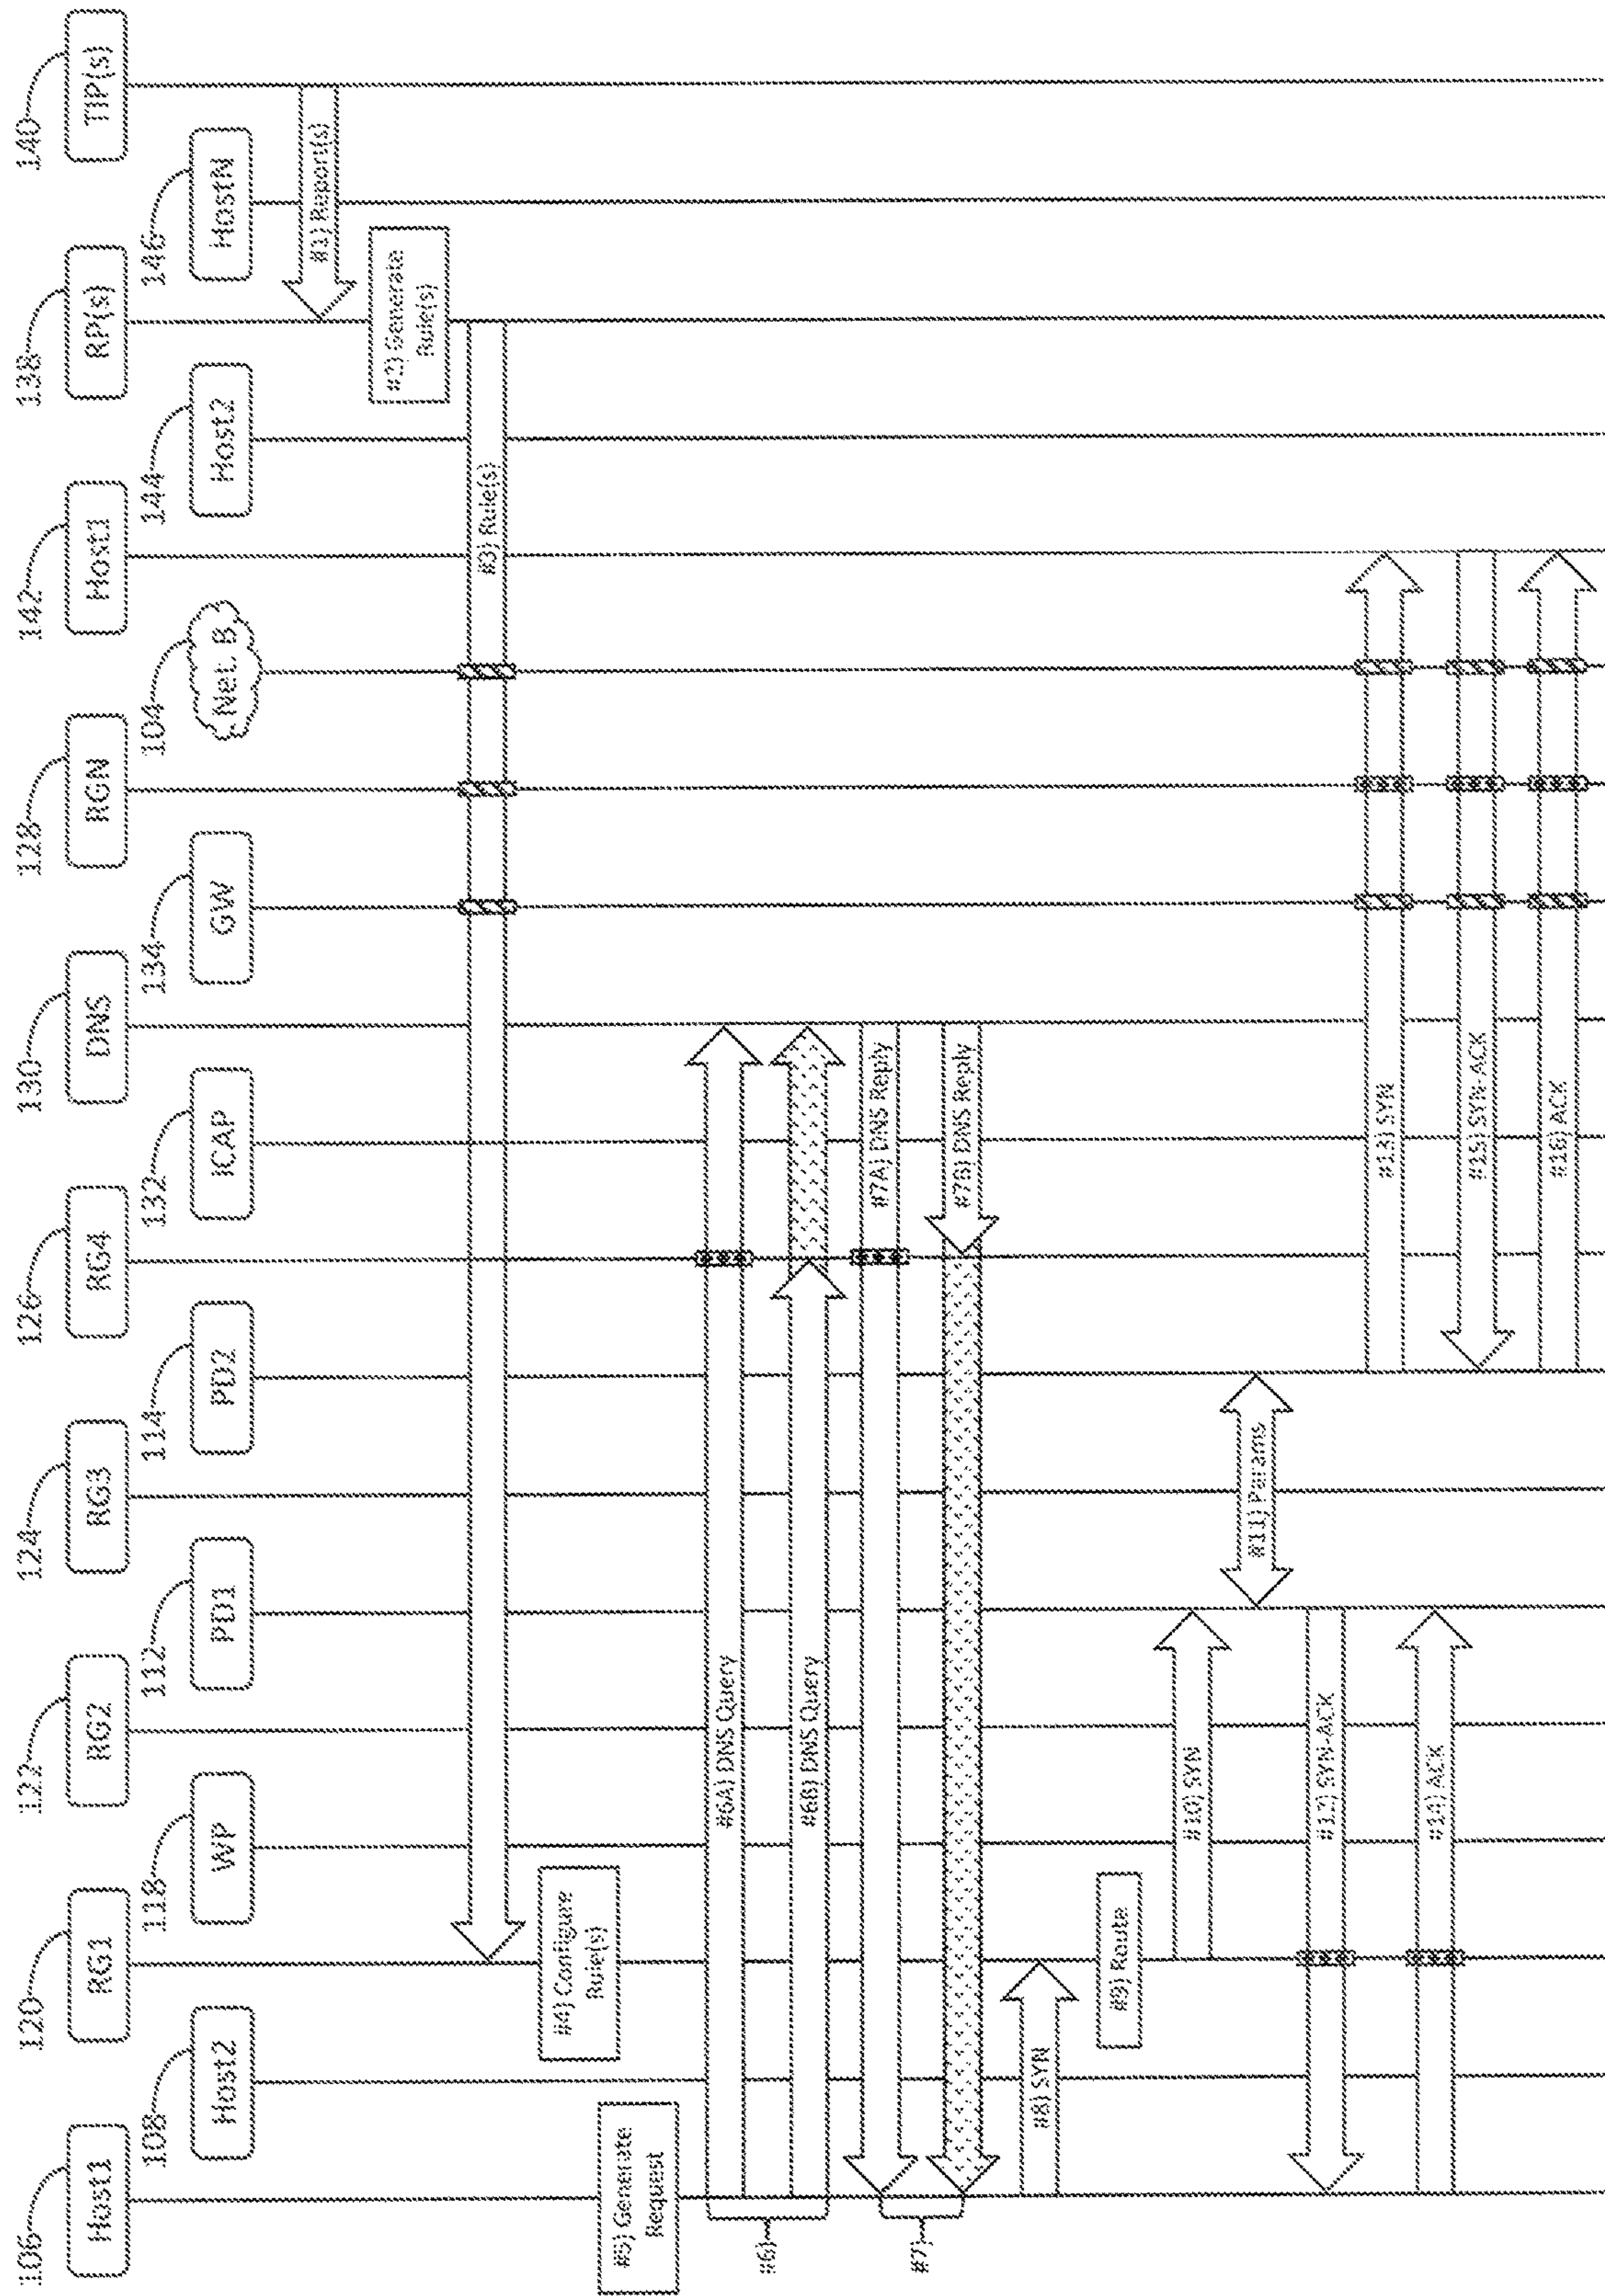 106
Host1
108
Host2
120
RG1
118
WP
122
RG2
112
PD1
124
RG3
114
PD2
126
RG4
132
ICAP
130
DNS
134
GW
128
RGN
104
Net. B
142
Host1
144
Host2
138
RP(s)
146
HostN
140
TIP(s)
#1) Report(s)
#2) Generate
Rule(s)
#3) Rule(s)
#4) Configure
Rule(s)
#5) Generate
Request
#6)
#6A) DNS Query
#6B) DNS Query
#7)
#7A) DNS Reply
#7B) DNS Reply
#8) SYN
#9) Route
#10) SYN
#11) Params
#12) SYN-ACK
#13) SYN
#14) ACK
#15) SYN-ACK
#16) ACK